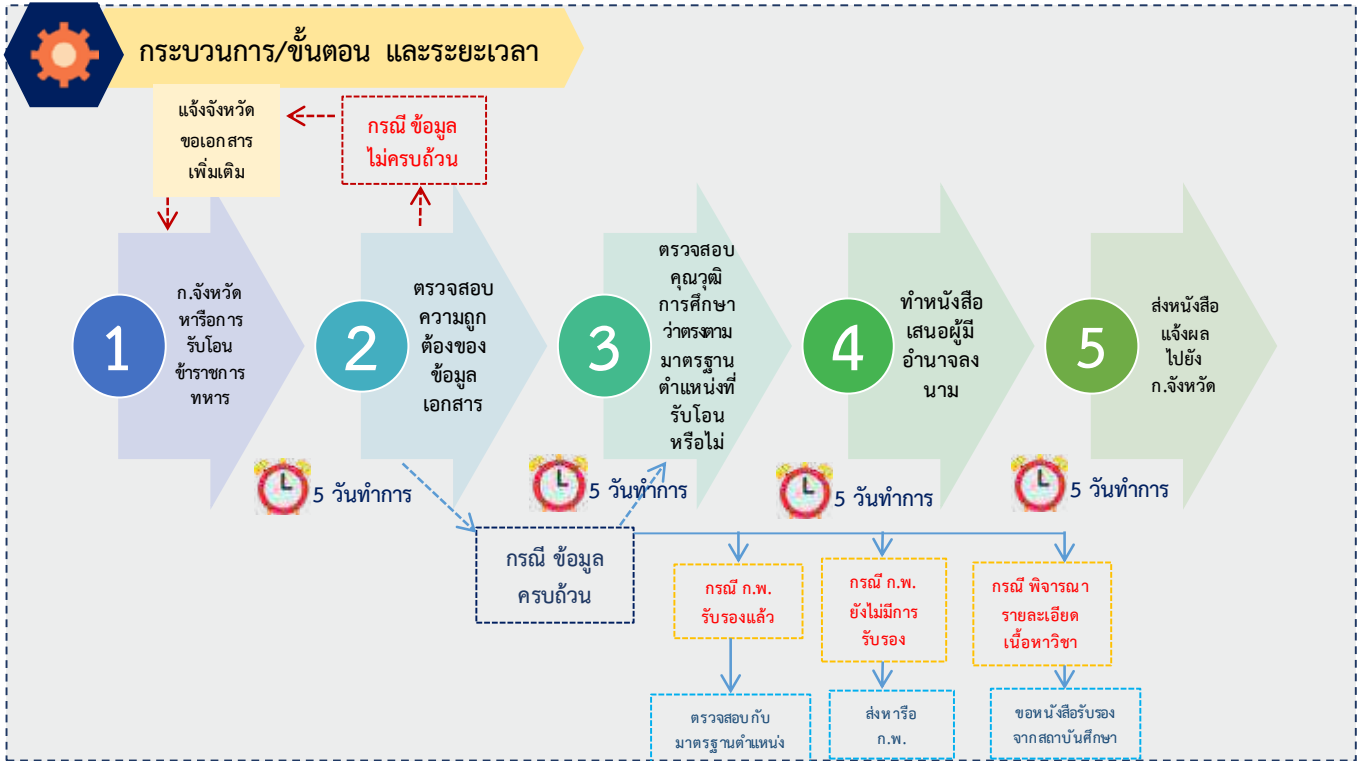 กระบวนการ/ขั้นตอน และระยะเวลา
แจ้งจังหวัด
ขอเอกสาร
เพิ่มเติม
กรณี ข้อมูล
ไม่ครบถ้วน
1
ก.จังหวัด
หารือการ
รับโอน
ข้าราชการ
ทหาร
2
ตรวจสอบ
ความถูก
ต้องของ
ข้อมูล
เอกสาร
3
ตรวจสอบ
คุณวุฒิ
การศึกษา
ว่าตรงตาม
มาตรฐาน
ตำแหน่งที่
รับโอน
หรือไม่
4
ทำหนังสือ
เสนอผู้มี
อำนาจลง
นาม
5
ส่งหนังสือ
แจ้งผล
ไปยัง
ก.จังหวัด
5 วันทำการ
5 วันทำการ
5 วันทำการ
5 วันทำการ
กรณี ข้อมูล
ครบถ้วน
กรณี ก.พ.
รับรองแล้ว
กรณี ก.พ.
ยังไม่มีการ
รับรอง
กรณี พิจารณา
รายละเอียด
เนื้อหาวิชา
ตรวจสอบกับ
มาตรฐานตำแหน่ง
ส่งหารือ
ก.พ.
ขอหนังสือรับรอง
จากสถาบันศึกษา